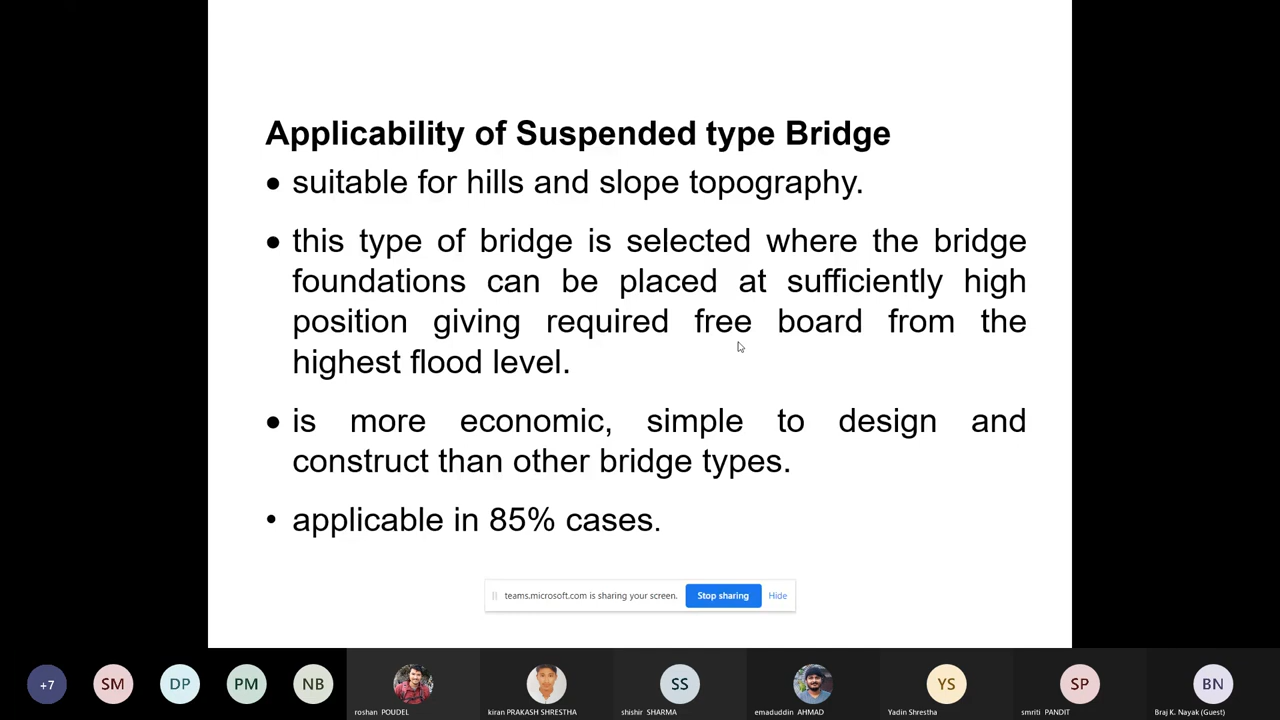 Applicability of Suspended type Bridge
• suitable for hills and slope topography.
• this type of bridge is selected where the bridge
foundations can be placed at sufficiently high
position giving required free board from the
highest flood level.
• is more economic, simple to design and
construct than other bridge types.
• applicable in 85% cases.
teams.microsoft.com is sharing your screen. Stop sharing Hide
+7 SM DP PM NB SS YS SP BN
roshan POUDEL kiran PRAKASH SHRESTHA shishir SHARMA emaduddin AHMAD Yadin Shrestha smriti PANDIT Braj K. Nayak (Guest)